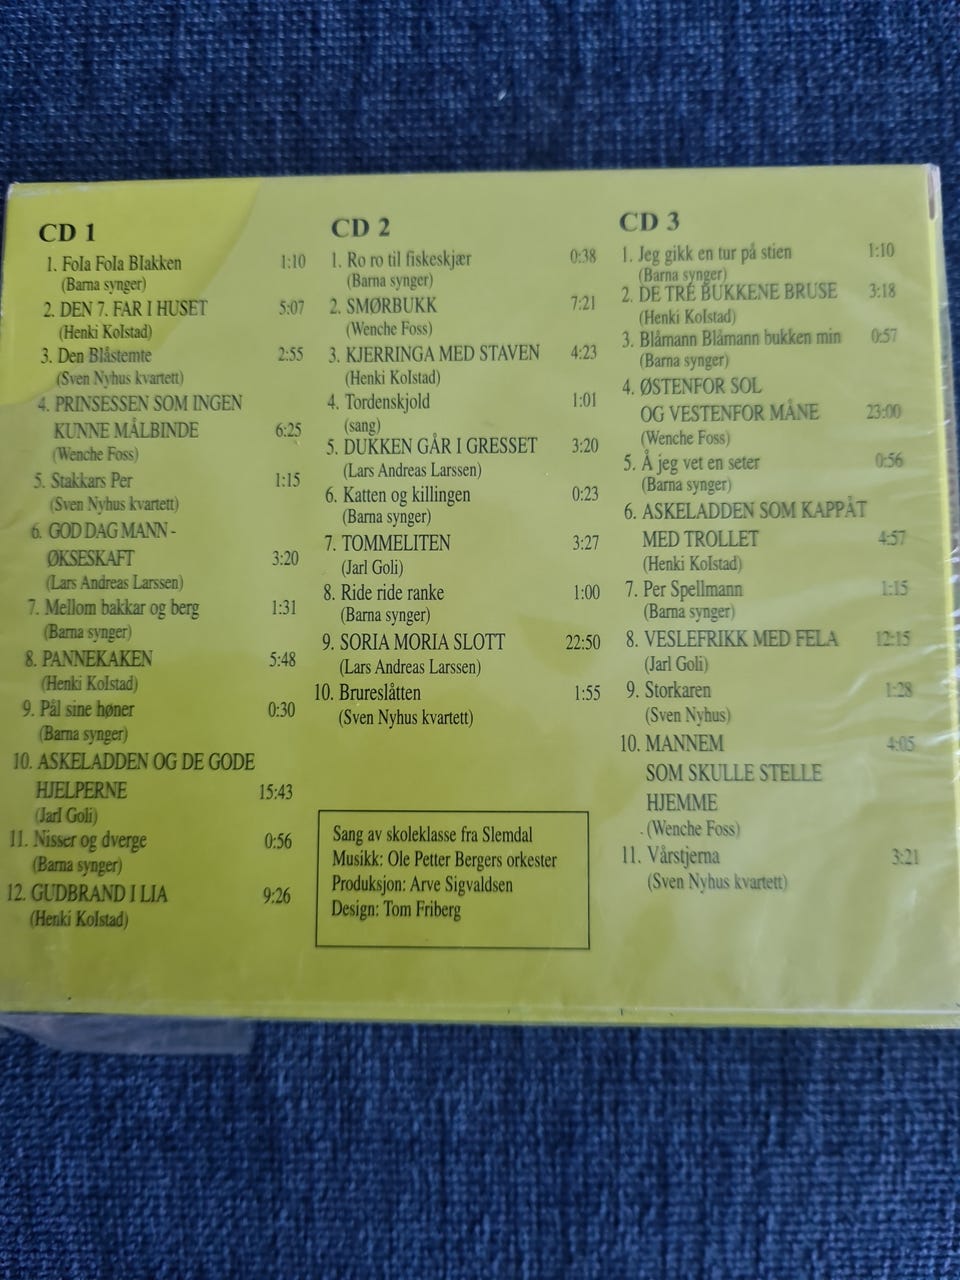 CD 1
1. Fola Fola Blakken 1:10
(Barna synger)
2. DEN 7. FAR I HUSET 5:07
(Henki Kolstad)
3. Den Blåstemte 2:55
(Sven Nyhus kvartett)
4. PRINSESSEN SOM INGEN
KUNNE MÅLBINDE 6:25
(Wenche Foss)
5. Stakkars Per 1:15
(Sven Nyhus kvartett)
6. GOD DAG MANN -
ØKSESKAFT 3:20
(Lars Andreas Larssen)
7. Mellom bakkar og berg 1:31
(Barna synger)
8. PANNEKAKEN 5:48
(Henki Kolstad)
9. Pål sine høner 0:30
(Barna synger)
10. ASKELADDEN OG DE GODE
HJELPERNE 15:43
(Jarl Goli)
11. Nisser og dverge 0:56
(Barna synger)
12. GUDBRAND I LIA 9:26
(Henki Kolstad)
CD 2
1. Ro ro til fiskeskjær 0:38
(Barna synger)
2. SMØRBUKK 7:21
(Wenche Foss)
3. KJERRINGA MED STAVEN 4:23
(Henki Kolstad)
4. Tordenskjold 1:01
(sang)
5. DUKKEN GÅR I GRESSET 3:20
(Lars Andreas Larssen)
6. Katten og killingen 0:23
(Barna synger)
7. TOMMELITEN 3:27
(Jarl Goli)
8. Ride ride ranke 1:00
(Barna synger)
9. SORIA MORIA SLOTT 22:50
(Lars Andreas Larssen)
10. Brureslåtten 1:55
(Sven Nyhus kvartett)
Sang av skoleklasse fra Slemdal
Musikk: Ole Petter Bergers orkester
Produksjon: Arve Sigvaldsen
Design: Tom Friberg
CD 3
1. Jeg gikk en tur på stien 1:10
(Barna synger)
2. DE TRE BUKKENE BRUSE 3:18
(Henki Kolstad)
3. Blåmann Blåmann bukken min 0:57
(Barna synger)
4. ØSTENFOR SOL
OG VESTENFOR MÅNE 23:00
(Wenche Foss)
5. Å jeg vet en seter 0:56
(Barna synger)
6. ASKELADDEN SOM KAPPÅT
MED TROLLET 4:57
(Henki Kolstad)
7. Per Spellmann 1:15
(Barna synger)
8. VESLEFRIKK MED FELA 12:15
(Jarl Goli)
9. Storkaren 1:28
(Sven Nyhus)
10. MANNEM 4:05
SOM SKULLE STELLE
HJEMME
(Wenche Foss)
11. Vårstjerna 3:21
(Sven Nyhus kvartett)